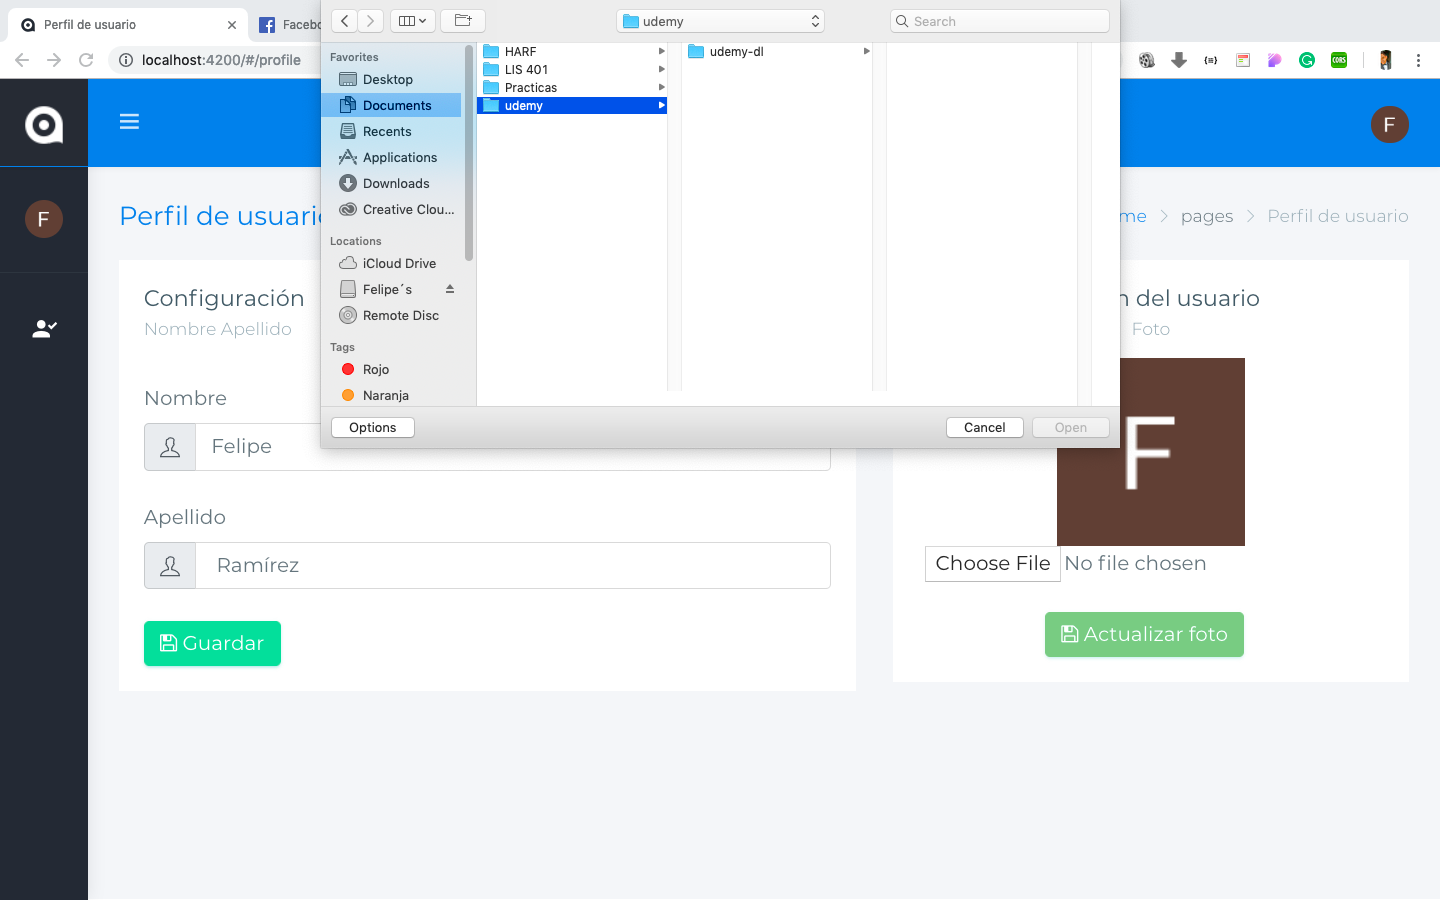 Perfil de usuario
Facebo
udemy
Search
localhost:4200/#/profile
CORS
Favorites
Desktop
Documents
Recents
Applications
Downloads
Creative Clou...
Locations
iCloud Drive
Felipe´s
Remote Disc
Tags
Rojo
Naranja
HARF
LIS 401
Practicas
udemy
udemy-dl
Options
Cancel
Open
F
F
Perfil de usuario
me
pages
Perfil de usuario
Configuración
Nombre Apellido
Nombre
Felipe
Apellido
Ramírez
Guardar
n del usuario
Foto
F
Choose File No file chosen
Actualizar foto